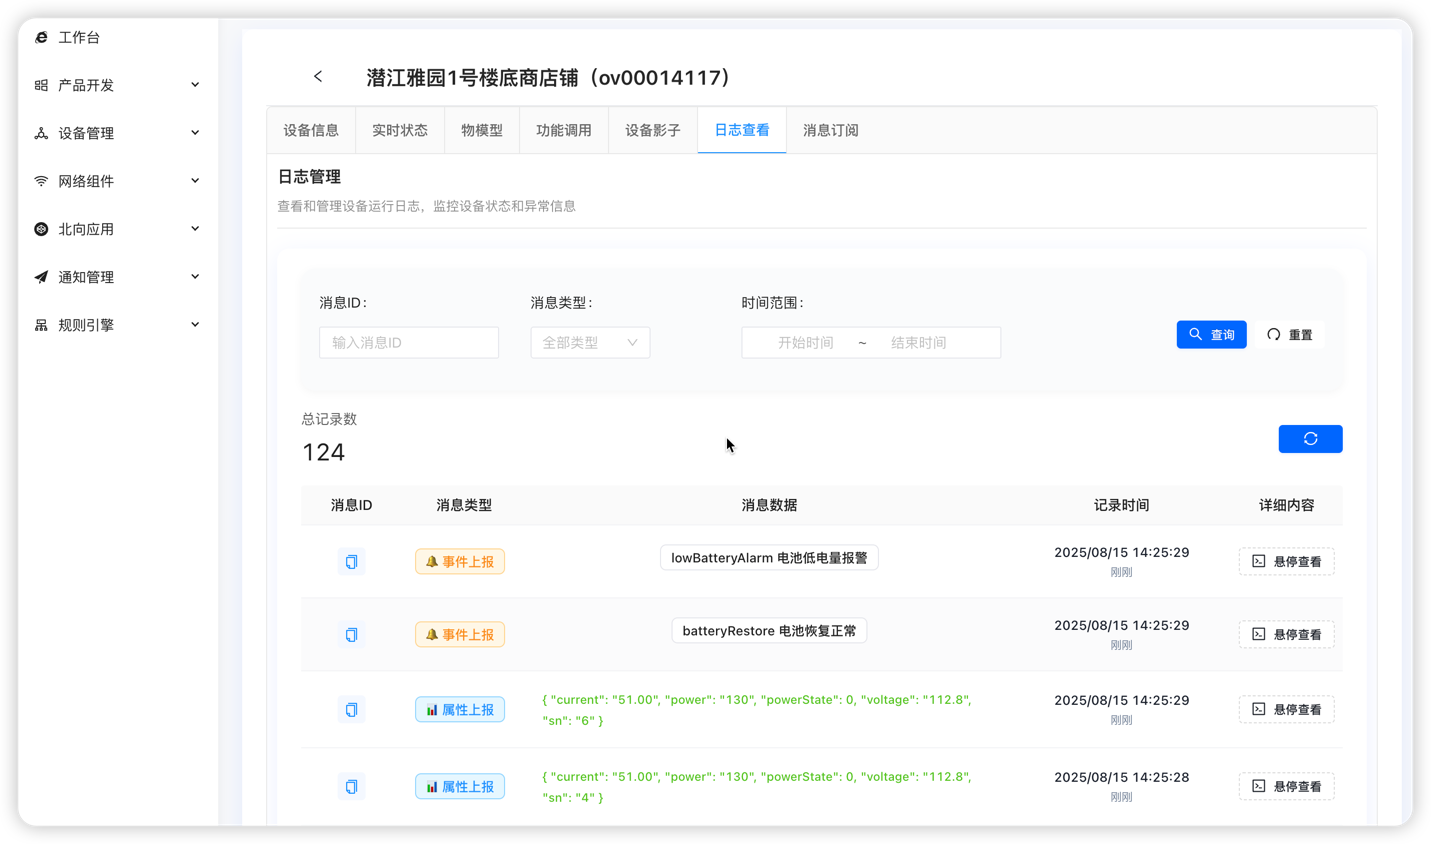 工作台
产品开发
设备管理
网络组件
北向应用
通知管理
规则引擎
潜江雅园1号楼底商店铺（ov00014117）
设备信息
实时状态
物模型
功能调用
设备影子
日志查看
消息订阅
日志管理
查看和管理设备运行日志，监控设备状态和异常信息
消息ID：
消息类型：
时间范围：
输入消息ID
全部类型
开始时间 ~ 结束时间
查询
重置
总记录数
124
消息ID 消息类型 消息数据 记录时间 详细内容
事件上报
lowBatteryAlarm 电池低电量报警
2025/08/15 14:25:29
刚刚
悬停查看
事件上报
batteryRestore 电池恢复正常
2025/08/15 14:25:29
刚刚
悬停查看
属性上报
{ "current": "51.00", "power": "130", "powerState": 0, "voltage": "112.8",
"sn": "6" }
2025/08/15 14:25:29
刚刚
悬停查看
属性上报
{ "current": "51.00", "power": "130", "powerState": 0, "voltage": "112.8",
"sn": "4" }
2025/08/15 14:25:28
刚刚
悬停查看